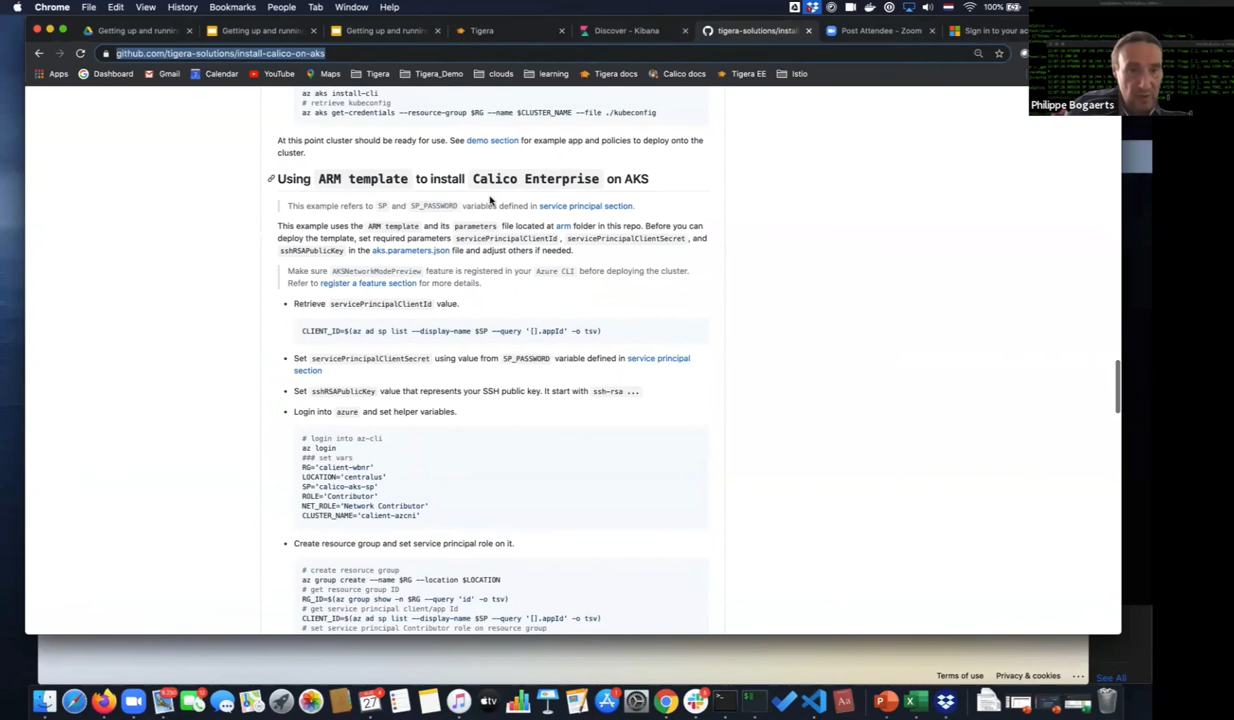 Chrome File Edit View History Bookmarks People Tab Window Help 100%
Getting up and running Getting up and running Getting up and running Tigera Discover - Kibana tigera-solutions/instal Post Attendee - Zoom Sign in to your ac
github.com/tigera-solutions/install-calico-on-aks
Apps Dashboard Gmail Calendar YouTube Maps Tigera Tigera_Demo clouds learning Tigera docs Calico docs Tigera EE Istio
Philippe Bogaerts
az aks install-cli
# retrieve kubeconfig
az aks get-credentials --resource-group $RG --name $CLUSTER_NAME --file ./kubeconfig
At this point cluster should be ready for use. See demo section for example app and policies to deploy onto the
cluster.
Using ARM template to install Calico Enterprise on AKS
This example refers to SP and SP_PASSWORD variables defined in service principal section.
This example uses the ARM template and its parameters file located at arm folder in this repo. Before you can
deploy the template, set required parameters servicePrincipalClientId, servicePrincipalClientSecret, and
sshRSAPublicKey in the aks.parameters.json file and adjust others if needed.
Make sure AKSNetworkModePreview feature is registered in your Azure CLI before deploying the cluster.
Refer to register a feature section for more details.
Retrieve servicePrincipalClientId value.
CLIENT_ID=$(az ad sp list --display-name $SP --query '[].appId' -o tsv)
Set servicePrincipalClientSecret using value from SP_PASSWORD variable defined in service principal
section
Set sshRSAPublicKey value that represents your SSH public key. It start with ssh-rsa ...
Login into azure and set helper variables.
# login into az-cli
az login
### set vars
RG='calient-wbnr'
LOCATION='centralus'
SP='calico-aks-sp'
ROLE='Contributor'
NET_ROLE='Network Contributor'
CLUSTER_NAME='calient-azcni'
Create resource group and set service principal role on it.
# create resoruce group
az group create --name $RG --location $LOCATION
# get resource group ID
RG_ID=$(az group show -n $RG --query 'id' -o tsv)
# get service principal client/app Id
CLIENT_ID=$(az ad sp list --display-name $SP --query '[].appId' -o tsv)
# set service principal Contributor role on resource group
Terms of use Privacy & cookies ... See All